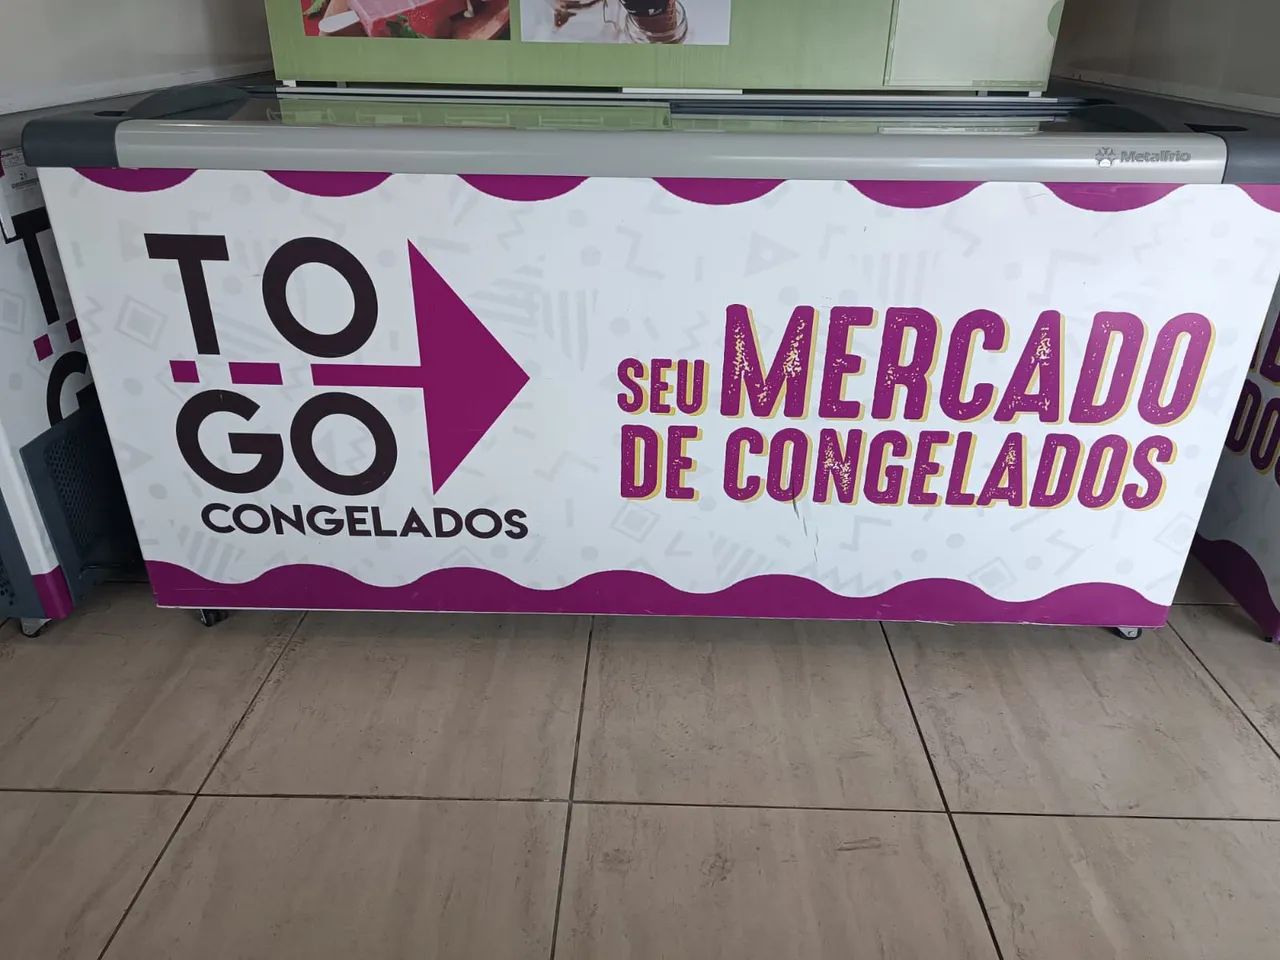 Metalfrio
TO
GO
CONGELADOS
SEU MERCADO
DE CONGELADOS